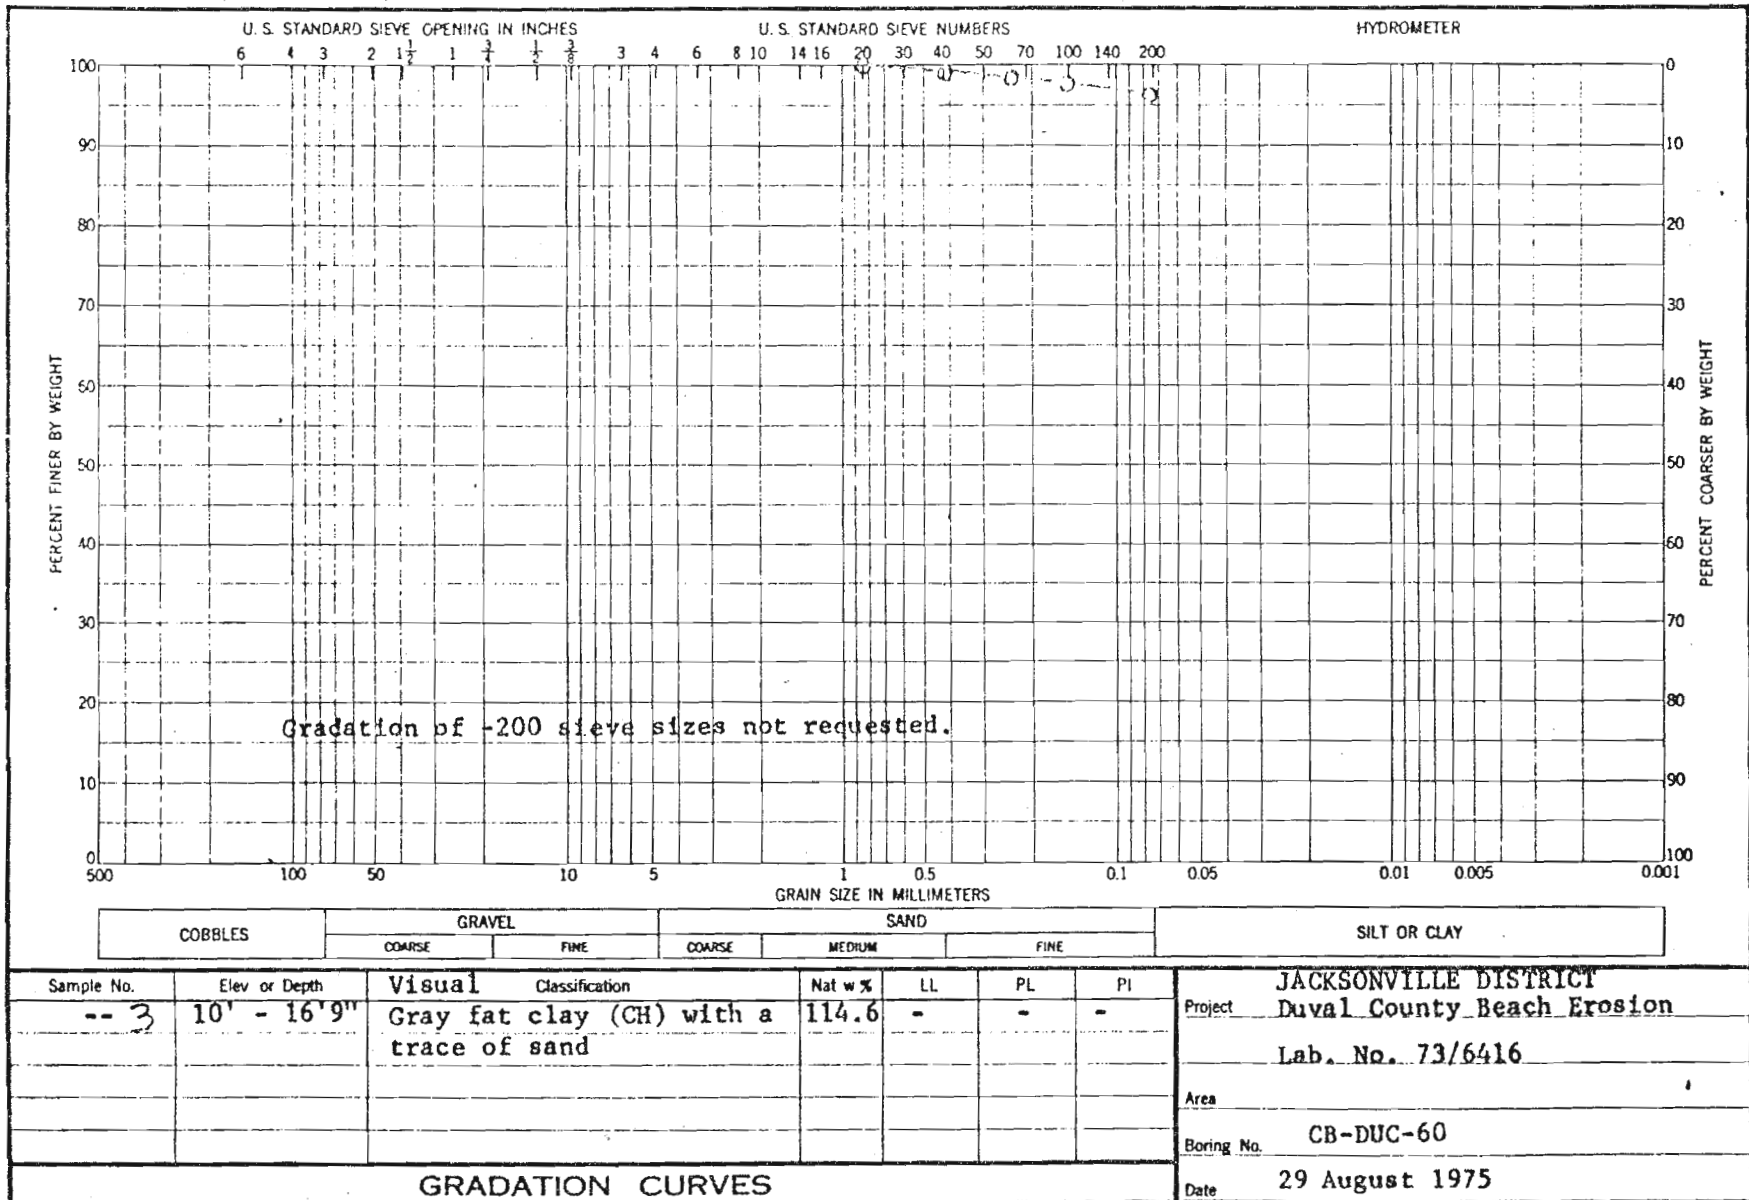 U. S. STANDARD SIEVE OPENING IN INCHES U. S. STANDARD SIEVE NUMBERS HYDROMETER
6 4 3 2 1½ 1 ¾ ½ ⅜ 3 4 6 8 10 14 16 20 30 40 50 70 100 140 200
100 0
90 10
80 20
70 30
60 40
50 50
40 60
30 70
20 80
10 90
0 100
PERCENT FINER BY WEIGHT
PERCENT COARSER BY WEIGHT
Gradation of -200 sieve sizes not requested.
500 100 50 10 5 1 0.5 0.1 0.05 0.01 0.005 0.001
GRAIN SIZE IN MILLIMETERS
COBBLES GRAVEL SAND SILT OR CLAY
COARSE FINE COARSE MEDIUM FINE
Sample No. Elev or Depth Visual Classification Nat w % LL PL PI
-- 3 10' - 16'9" Gray fat clay (CH) with a 114.6 - - -
trace of sand
JACKSONVILLE DISTRICT
Project Duval County Beach Erosion
Lab. No. 73/6416
Area
Boring No. CB-DUC-60
Date 29 August 1975
GRADATION CURVES